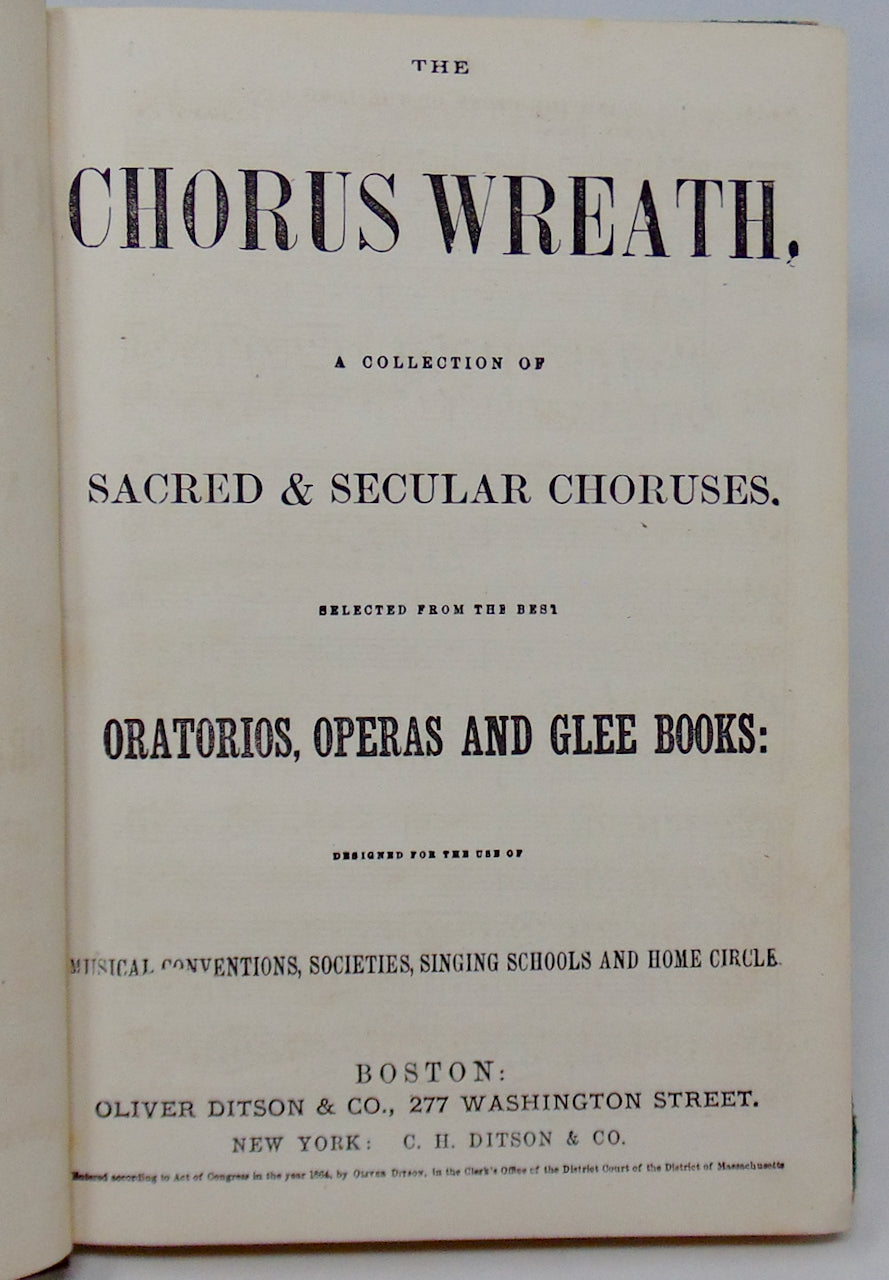 THE
CHORUS WREATH,
A COLLECTION OF
SACRED & SECULAR CHORUSES.
SELECTED FROM THE BEST
ORATORIOS, OPERAS AND GLEE BOOKS:
DESIGNED FOR THE USE OF
MUSICAL CONVENTIONS, SOCIETIES, SINGING SCHOOLS AND HOME CIRCLE.
BOSTON:
OLIVER DITSON & CO., 277 WASHINGTON STREET.
NEW YORK: C. H. DITSON & CO.
Entered according to Act of Congress in the year 1864, by OLIVER DITSON, in the Clerk's Office of the District Court of the District of Massachusetts